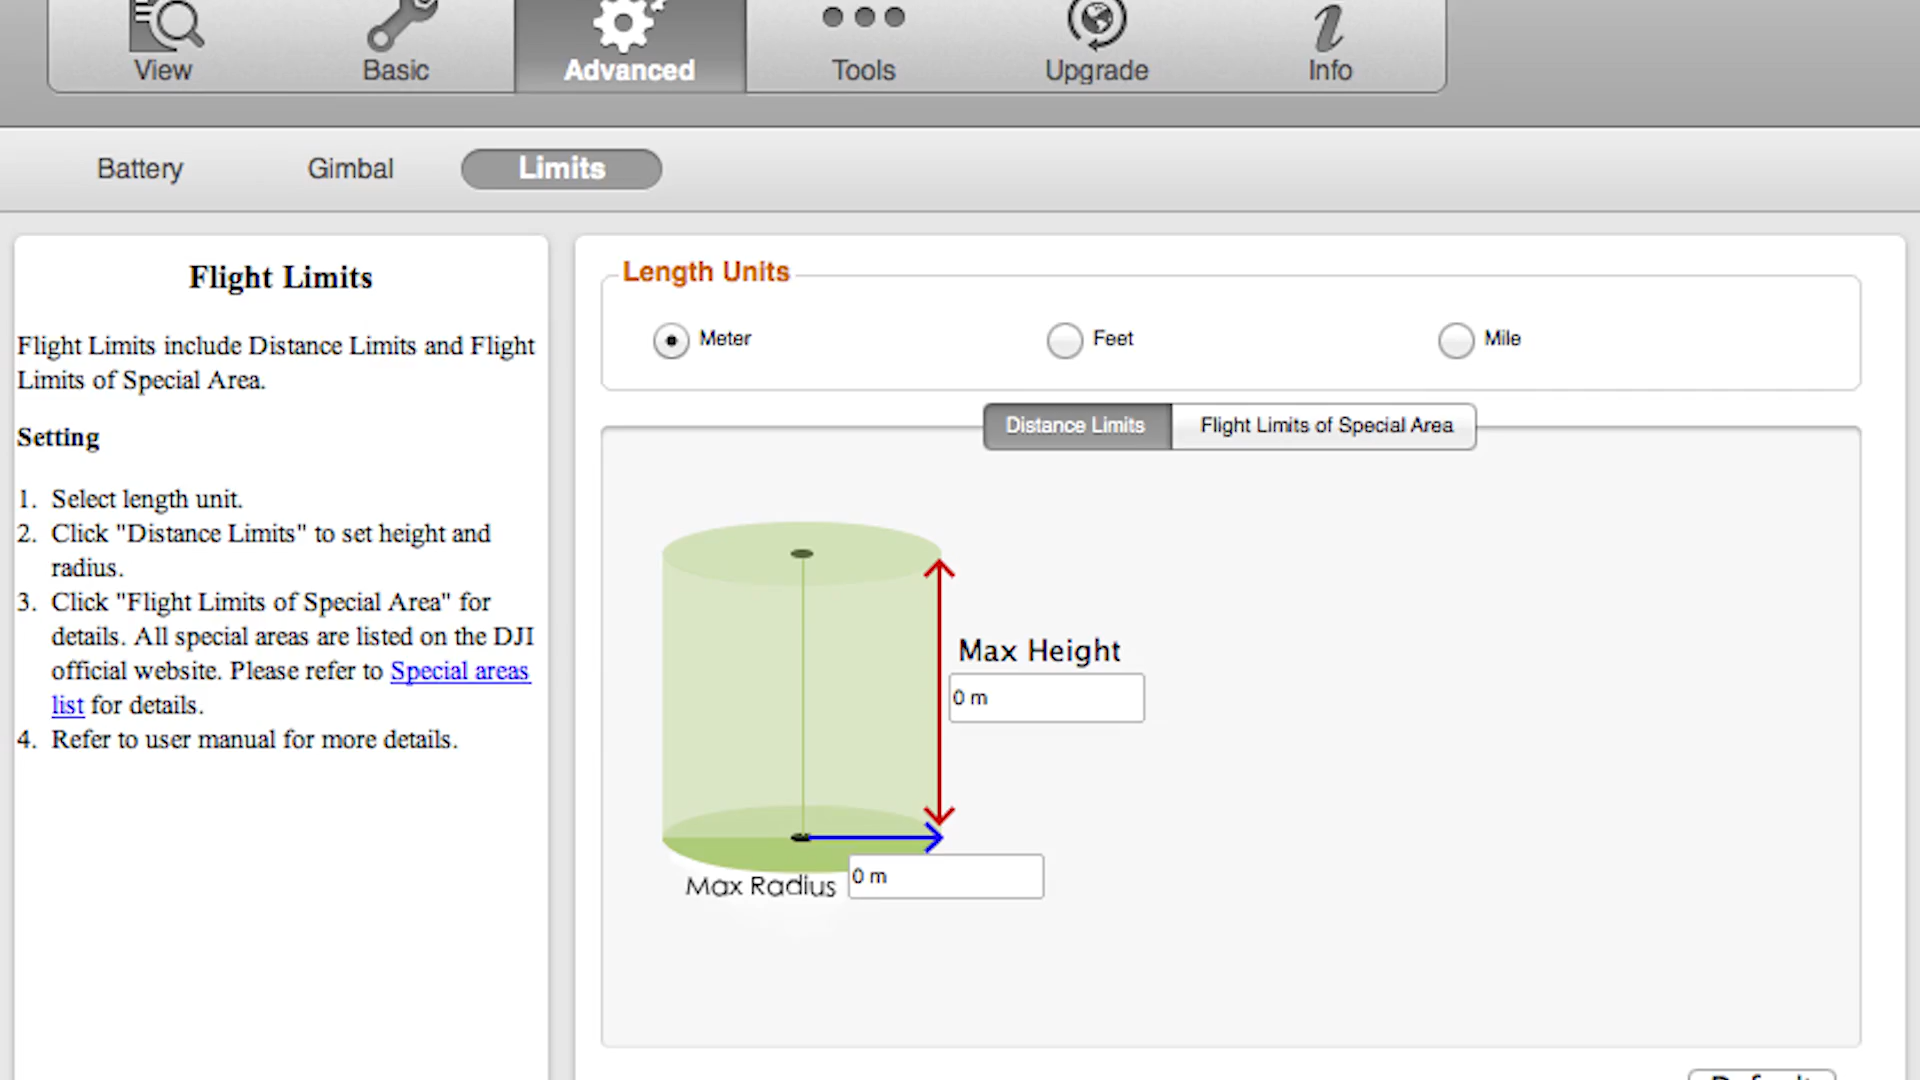 View Basic Advanced Tools Upgrade Info
Battery Gimbal Limits
Flight Limits
Flight Limits include Distance Limits and Flight
Limits of Special Area.
Setting
1. Select length unit.
2. Click "Distance Limits" to set height and
radius.
3. Click "Flight Limits of Special Area" for
details. All special areas are listed on the DJI
official website. Please refer to Special areas
list for details.
4. Refer to user manual for more details.
Length Units
Meter Feet Mile
Distance Limits Flight Limits of Special Area
Max Height
0 m
Max Radius 0 m